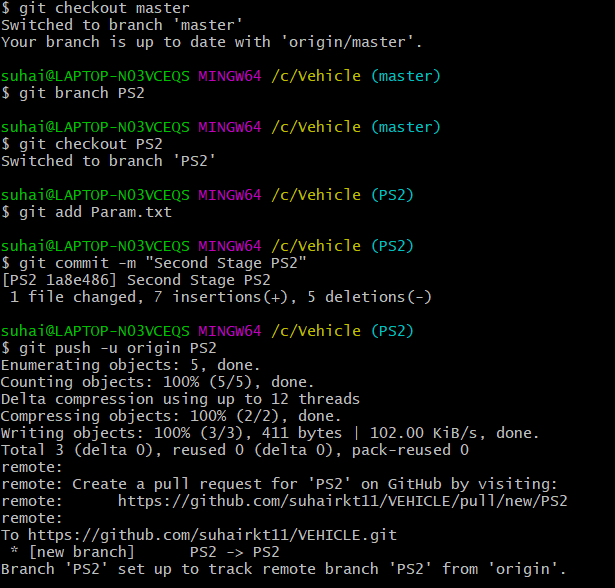 $ git checkout master
Switched to branch 'master'
Your branch is up to date with 'origin/master'.
suhai@LAPTOP-NO3VCEQS MINGW64 /c/Vehicle (master)
$ git branch PS2
suhai@LAPTOP-NO3VCEQS MINGW64 /c/Vehicle (master)
$ git checkout PS2
Switched to branch 'PS2'
suhai@LAPTOP-NO3VCEQS MINGW64 /c/Vehicle (PS2)
$ git add Param.txt
suhai@LAPTOP-NO3VCEQS MINGW64 /c/Vehicle (PS2)
$ git commit -m "Second Stage PS2"
[PS2 1a8e486] Second Stage PS2
 1 file changed, 7 insertions(+), 5 deletions(-)
suhai@LAPTOP-NO3VCEQS MINGW64 /c/Vehicle (PS2)
$ git push -u origin PS2
Enumerating objects: 5, done.
Counting objects: 100% (5/5), done.
Delta compression using up to 12 threads
Compressing objects: 100% (2/2), done.
Writing objects: 100% (3/3), 411 bytes | 102.00 KiB/s, done.
Total 3 (delta 0), reused 0 (delta 0), pack-reused 0
remote:
remote: Create a pull request for 'PS2' on GitHub by visiting:
remote:      https://github.com/suhairkt11/VEHICLE/pull/new/PS2
remote:
To https://github.com/suhairkt11/VEHICLE.git
 * [new branch]      PS2 -> PS2
Branch 'PS2' set up to track remote branch 'PS2' from 'origin'.